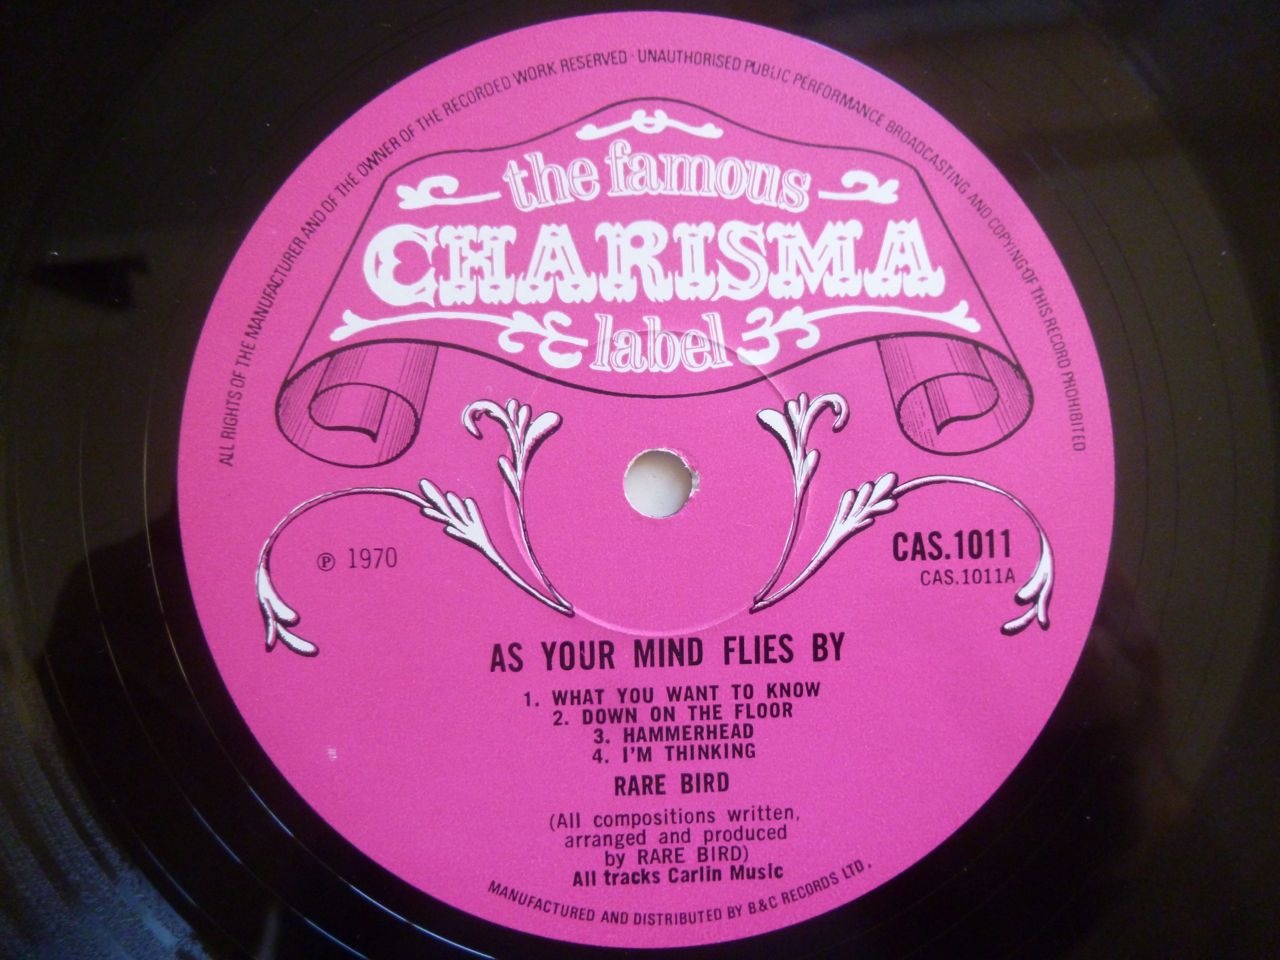 ALL RIGHTS OF THE MANUFACTURER AND OF THE OWNER OF THE RECORDED WORK RESERVED · UNAUTHORISED PUBLIC PERFORMANCE BROADCASTING AND COPYING OF THIS RECORD PROHIBITED
the famous
CHARISMA
label
℗ 1970
CAS.1011
CAS.1011A
AS YOUR MIND FLIES BY
1. WHAT YOU WANT TO KNOW
2. DOWN ON THE FLOOR
3. HAMMERHEAD
4. I'M THINKING
RARE BIRD
(All compositions written,
arranged and produced
by RARE BIRD)
All tracks Carlin Music
MANUFACTURED AND DISTRIBUTED BY B&C RECORDS LTD.